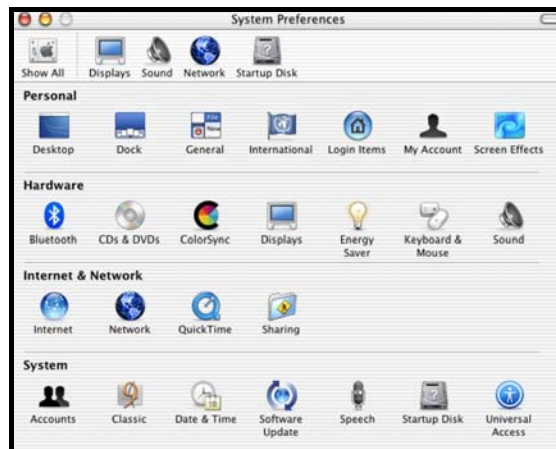 System Preferences
Show All Displays Sound Network Startup Disk
Personal
Desktop Dock General International Login Items My Account Screen Effects
Hardware
Bluetooth CDs & DVDs ColorSync Displays Energy Saver Keyboard & Mouse Sound
Internet & Network
Internet Network QuickTime Sharing
System
Accounts Classic Date & Time Software Update Speech Startup Disk Universal Access